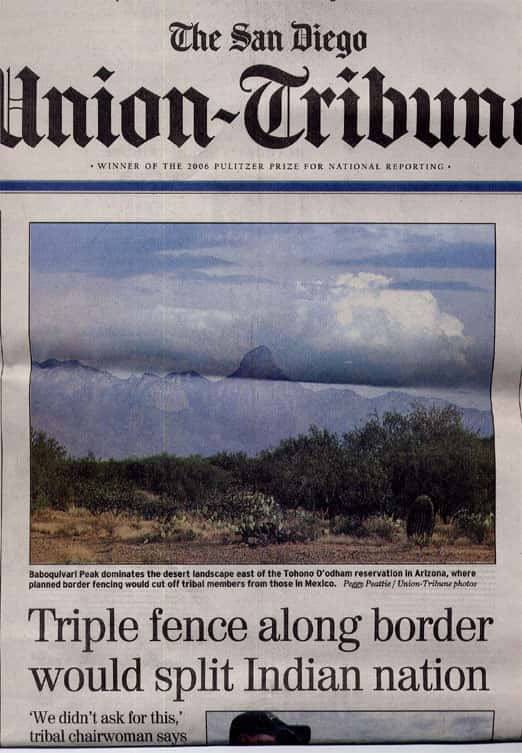 The San Diego
Union-Tribune
• WINNER OF THE 2006 PULITZER PRIZE FOR NATIONAL REPORTING •
Baboquivari Peak dominates the desert landscape east of the Tohono O'odham reservation in Arizona, where
planned border fencing would cut off tribal members from those in Mexico. Peggy Peattie / Union-Tribune photos
Triple fence along border
would split Indian nation
'We didn't ask for this,'
tribal chairwoman says